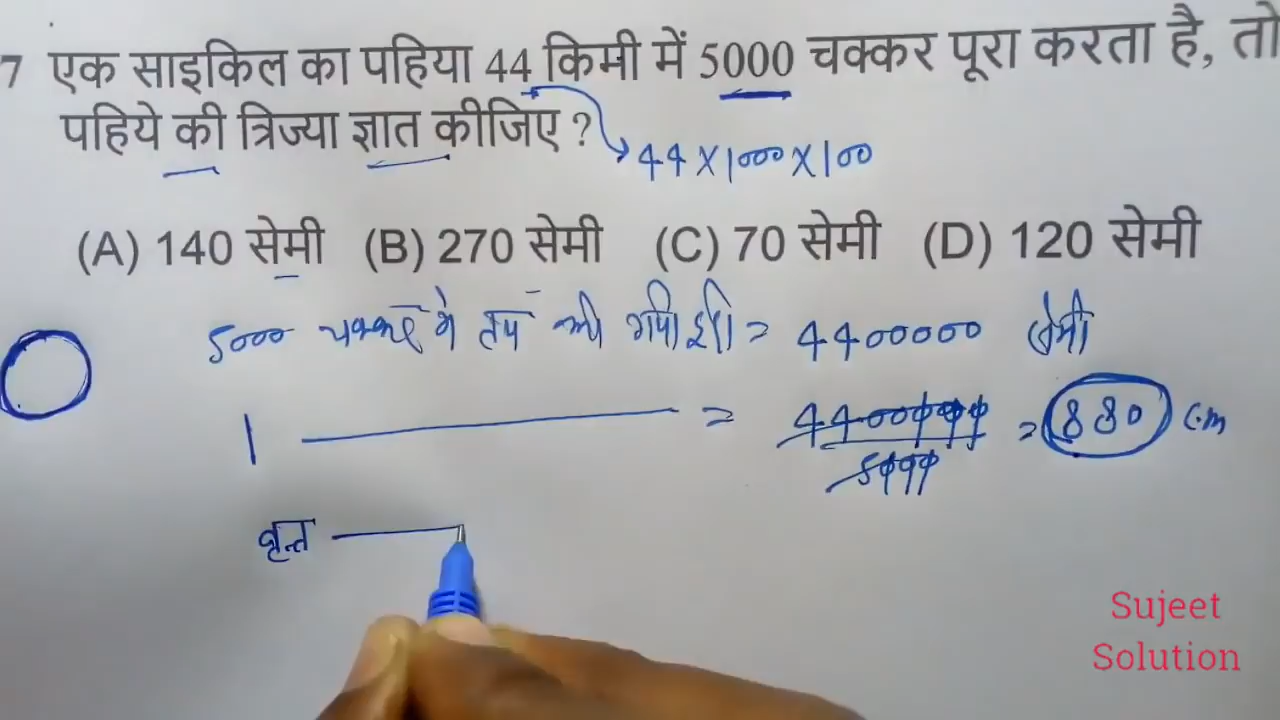 7 एक साइकिल का पहिया 44 किमी में 5000 चक्कर पूरा करता है, तो
पहिये की त्रिज्या ज्ञात कीजिए ?
44 X 1000 X 100
(A) 140 सेमी (B) 270 सेमी (C) 70 सेमी (D) 120 सेमी
5000 चक्कर मे तय की गयी दूरी = 4400000 सेमी
1 = 4400000 = 880 cm
5000
वृत्त
Sujeet
Solution